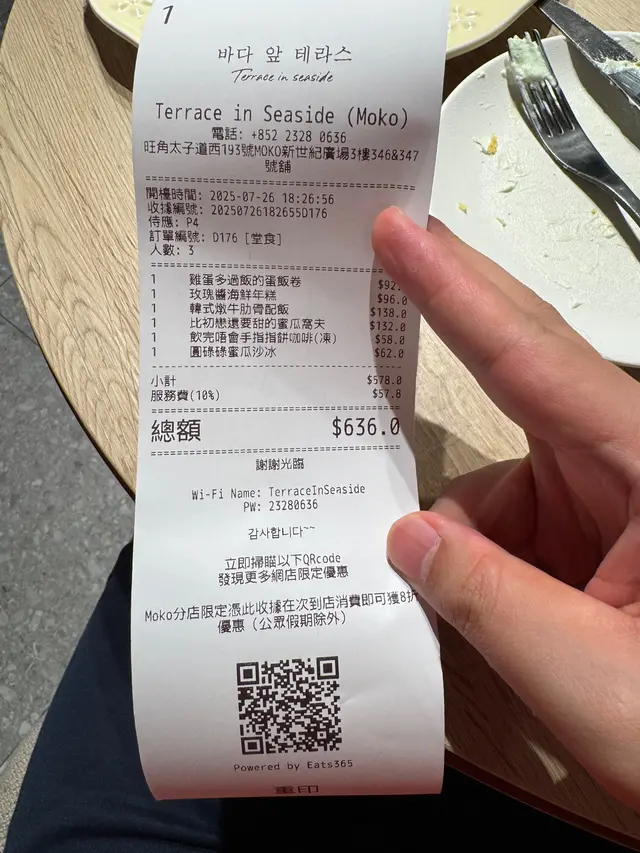 1
바다 앞 테라스
Terrace in seaside
Terrace in Seaside (Moko)
電話: +852 2328 0636
旺角太子道西193號MOKO新世紀廣場3樓346&347
號舖
開檯時間: 2025-07-26 18:26:56
收據編號: 20250726182655D176
侍應: P4
訂單編號: D176 [堂食]
人數: 3
1 雞蛋多過飯的蛋飯卷 $92.
1 玫瑰醬海鮮年糕 $96.0
1 韓式燉牛肋骨配飯 $138.0
1 比初戀還要甜的蜜瓜窩夫 $132.0
1 飲完唔會手指指餅咖啡(凍) $58.0
1 圓碌碌蜜瓜沙冰 $62.0
小計 $578.0
服務費(10%) $57.8
總額 $636.0
謝謝光臨
Wi-Fi Name: TerraceInSeaside
PW: 23280636
감사합니다~~
立即掃瞄以下QRcode
發現更多網店限定優惠
Moko分店限定憑此收據在次到店消費即可獲8折
優惠（公眾假期除外）
Powered by Eats365
重印